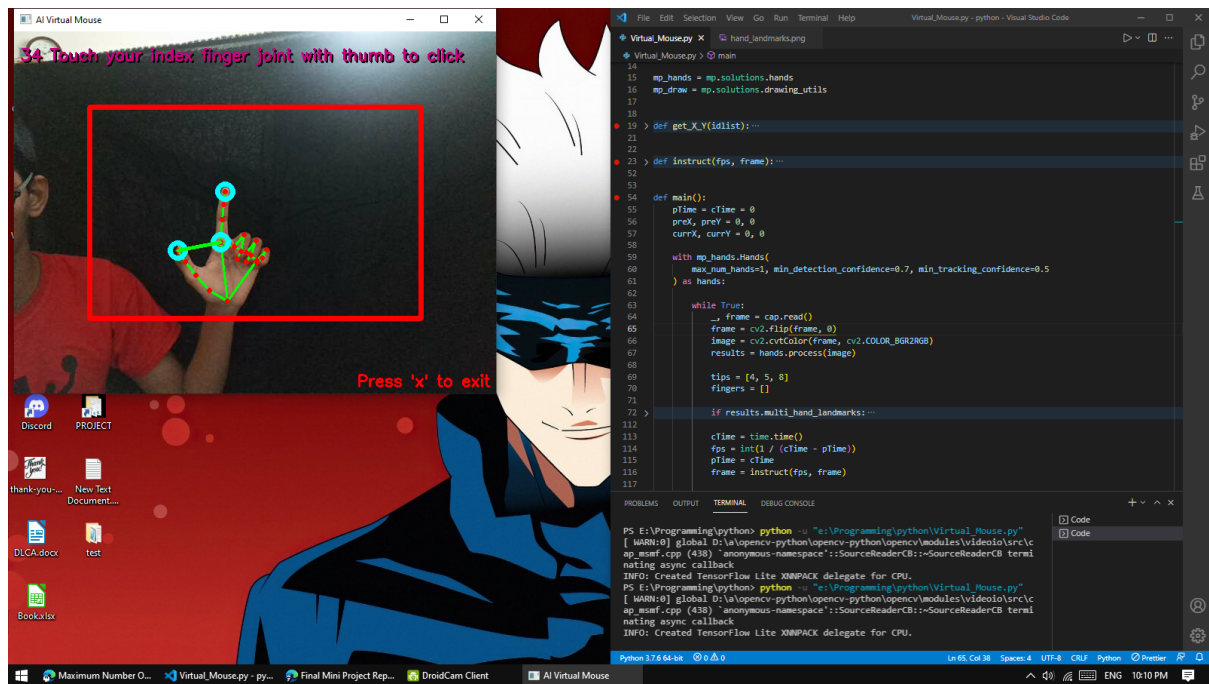 AI Virtual Mouse
34 Touch your index finger joint with thumb to click
Press 'x' to exit
Discord
PROJECT
thank-you-...
New Text
Document....
DLCA.docx
test
Book.xlsx
File Edit Selection View Go Run Terminal Help
Virtual_Mouse.py - python - Visual Studio Code
Virtual_Mouse.py
hand_landmarks.png
Virtual_Mouse.py > main
14
15 mp_hands = mp.solutions.hands
16 mp_draw = mp.solutions.drawing_utils
17
18
19 > def get_X_Y(idlist): ...
21
22
23 > def instruct(fps, frame): ...
52
53
54 def main():
55 pTime = cTime = 0
56 preX, preY = 0, 0
57 currX, currY = 0, 0
58
59 with mp_hands.Hands(
60 max_num_hands=1, min_detection_confidence=0.7, min_tracking_confidence=0.5
61 ) as hands:
62
63 while True:
64 _, frame = cap.read()
65 frame = cv2.flip(frame, 0)
66 image = cv2.cvtColor(frame, cv2.COLOR_BGR2RGB)
67 results = hands.process(image)
68
69 tips = [4, 5, 8]
70 fingers = []
71
72 > if results.multi_hand_landmarks: ...
112
113 cTime = time.time()
114 fps = int(1 / (cTime - pTime))
115 pTime = cTime
116 frame = instruct(fps, frame)
117
PROBLEMS OUTPUT TERMINAL DEBUG CONSOLE
Code
Code
PS E:\Programming\python> python -u "e:\Programming\python\Virtual_Mouse.py"
[ WARN:0] global D:\a\opencv-python\opencv-python\opencv\modules\videoio\src\c
ap_msmf.cpp (438) `anonymous-namespace'::SourceReaderCB::~SourceReaderCB termi
nating async callback
INFO: Created TensorFlow Lite XNNPACK delegate for CPU.
PS E:\Programming\python> python -u "e:\Programming\python\Virtual_Mouse.py"
[ WARN:0] global D:\a\opencv-python\opencv-python\opencv\modules\videoio\src\c
ap_msmf.cpp (438) `anonymous-namespace'::SourceReaderCB::~SourceReaderCB termi
nating async callback
INFO: Created TensorFlow Lite XNNPACK delegate for CPU.
Python 3.7.6 64-bit 0 0 Ln 65, Col 38 Spaces: 4 UTF-8 CRLF Python Prettier
Maximum Number O... Virtual_Mouse.py - py... Final Mini Project Rep... DroidCam Client AI Virtual Mouse ENG 10:10 PM